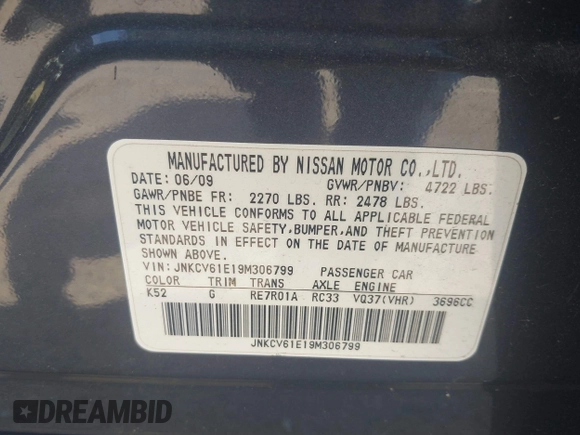 MANUFACTURED BY NISSAN MOTOR CO.,LTD.
DATE: 06/09 GVWR/PNBV: 4722 LBS.
GAWR/PNBE FR: 2270 LBS. RR: 2478 LBS.
THIS VEHICLE CONFORMS TO ALL APPLICABLE FEDERAL
MOTOR VEHICLE SAFETY,BUMPER,AND THEFT PREVENTION
STANDARDS IN EFFECT ON THE DATE OF MANUFACTURE
SHOWN ABOVE.
VIN: JNKCV61E19M306799 PASSENGER CAR
COLOR TRIM TRANS AXLE ENGINE
K52 G RE7R01A RC33 VQ37(VHR) 3696CC
JNKCV61E19M306799
DREAMBID